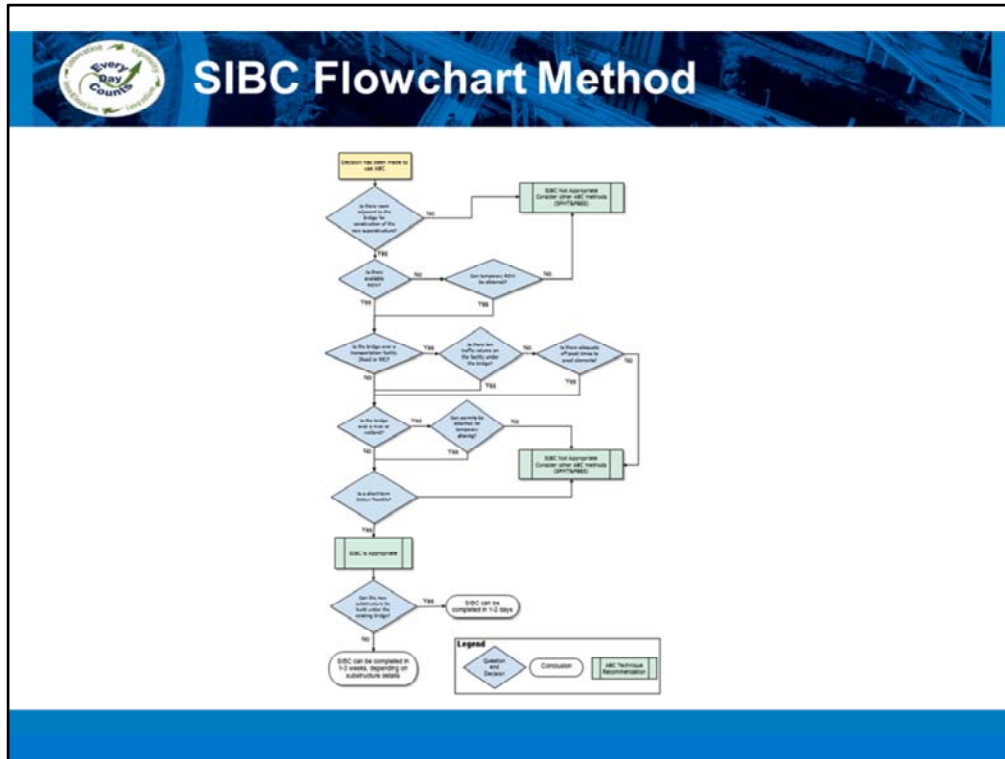 Every
Day
Counts
SIBC Flowchart Method
Decision has been made to
use ABC
Is there room
adjacent to the
bridge for
construction of the
new superstructure?
No
SIBC Not Appropriate
Consider other ABC methods
(SPMT&PBES)
Yes
Is there
available
ROW?
No
Can temporary ROW
be obtained?
No
Yes
Yes
Is the bridge over a
transportation facility
(Road or RR)?
Yes
Is there low
traffic volume on
the facility under
the bridge?
No
Is there adequate
off-peak times to
erect elements?
No
No
Yes
Yes
Is the bridge
over a river or
wetland?
Yes
Can permits be
obtained for
temporary
shoring?
No
No
Yes
SIBC Not Appropriate
Consider other ABC methods
(SPMT&PBES)
Is a short-term
Yes
SIBC is Appropriate
Can the new
substructure be
build under the
existing bridge?
Yes
SIBC can be
completed in 1-2 days
No
SIBC can be completed in
1-3 weeks, depending on
substructure details
Legend
Question
and
Decision
Conclusion
ABC Technique
Recommendation